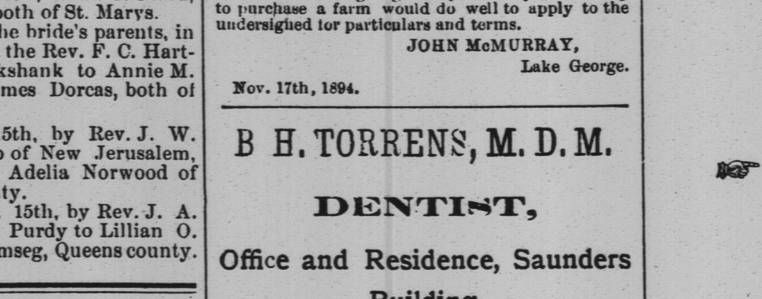 both of St. Marys.
he bride's parents, in
the Rev. F. C. Hart-
kshank to Annie M.
mes Dorcas, both of
5th, by Rev. J. W.
of New Jerusalem,
Adelia Norwood of
ty.
15th, by Rev. J. A.
Purdy to Lillian O.
mseg, Queens county.
to purchase a farm would do well to apply to the
undersigned for particulars and terms.
JOHN McMURRAY,
Lake George.
Nov. 17th, 1894.
B H. TORRENS, M. D. M.
DENTIST,
Office and Residence, Saunders
Building